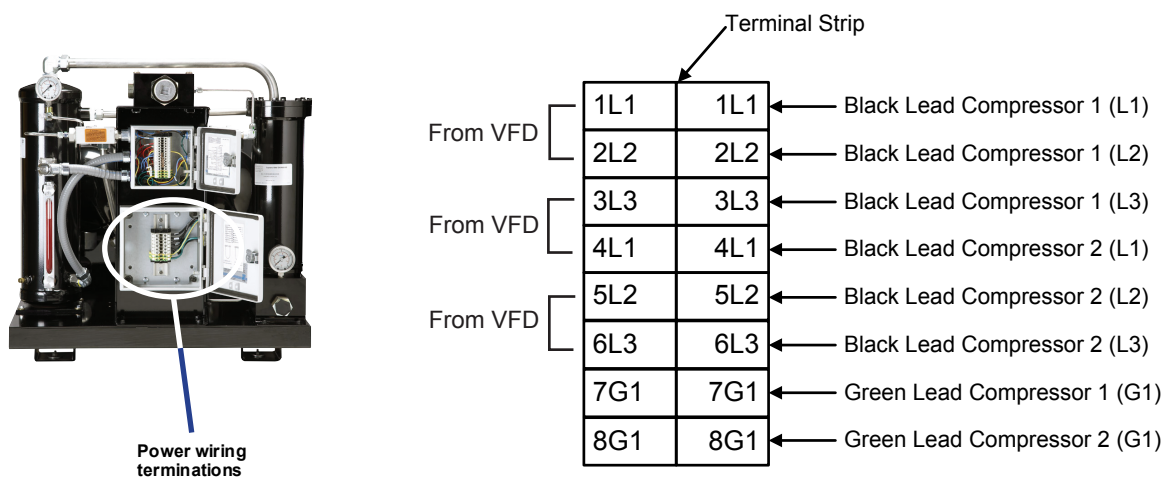 Terminal Strip
From VFD
1L1 1L1 Black Lead Compressor 1 (L1)
2L2 2L2 Black Lead Compressor 1 (L2)
From VFD
3L3 3L3 Black Lead Compressor 1 (L3)
4L1 4L1 Black Lead Compressor 2 (L1)
From VFD
5L2 5L2 Black Lead Compressor 2 (L2)
6L3 6L3 Black Lead Compressor 2 (L3)
7G1 7G1 Green Lead Compressor 1 (G1)
8G1 8G1 Green Lead Compressor 2 (G1)
Power wiring
terminations